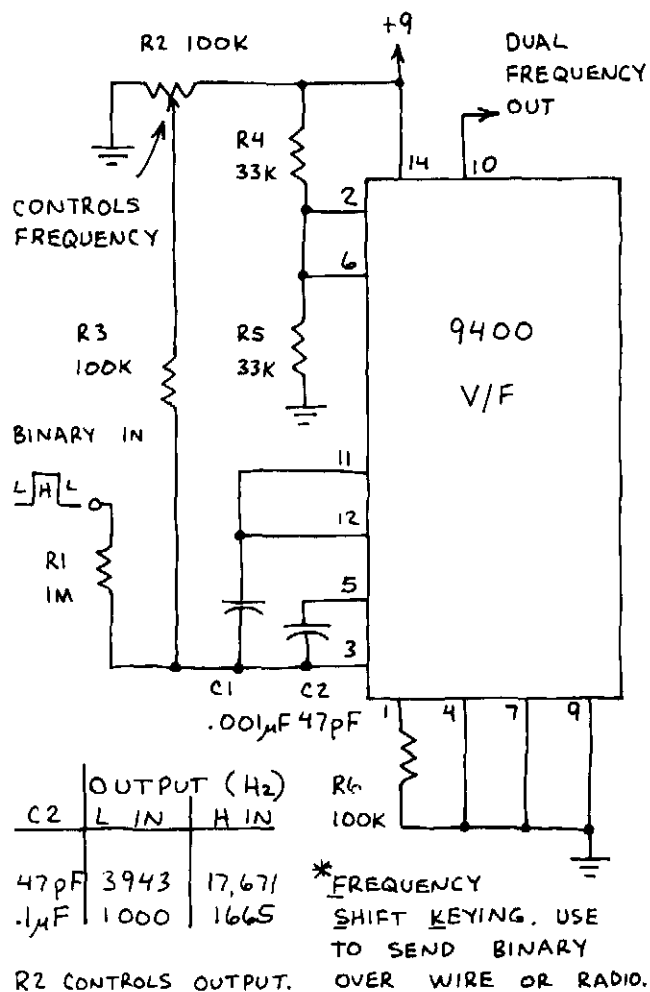 R2 100K
+9
DUAL
FREQUENCY
OUT
R4
33K
14
10
CONTROLS
FREQUENCY
2
6
R3
100K
R5
33K
9400
V/F
BINARY IN
L H L
11
12
R1
1M
5
3
C1
C2
.001µF 47pF
1
4
7
9
R6
100K
OUTPUT (Hz)
C2 L IN H IN
47pF 3943 17,671
.1µF 1000 1665
*FREQUENCY
SHIFT KEYING. USE
TO SEND BINARY
OVER WIRE OR RADIO.
R2 CONTROLS OUTPUT.